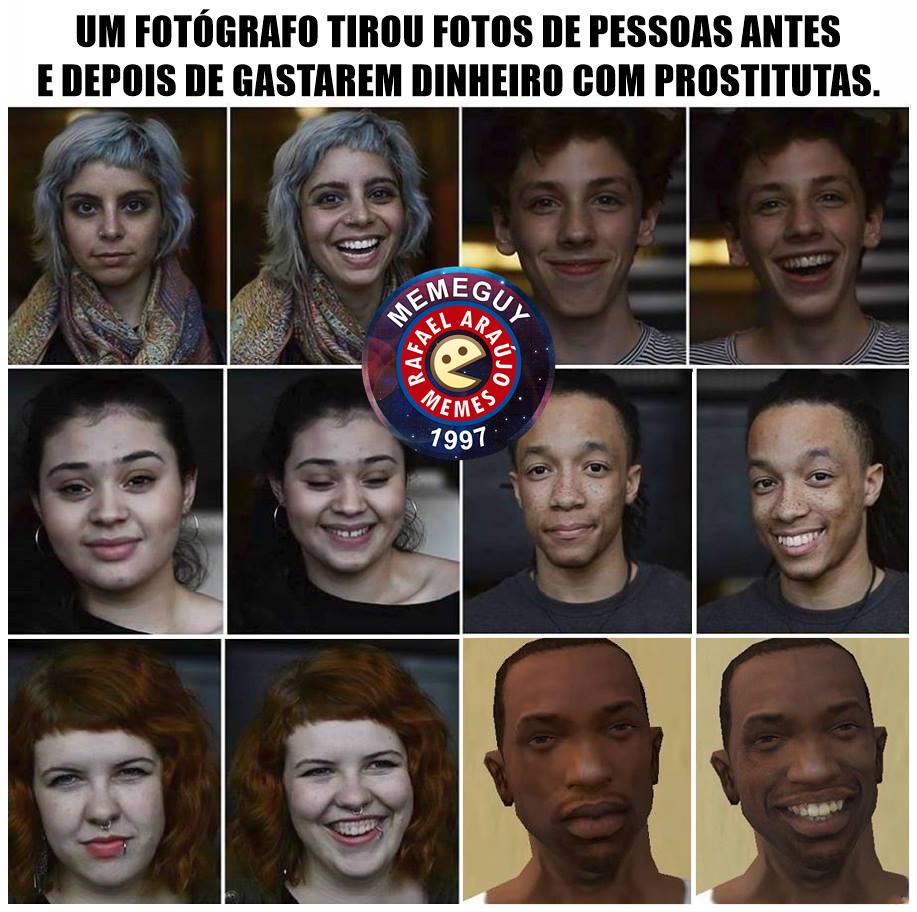 UM FOTÓGRAFO TIROU FOTOS DE PESSOAS ANTES
E DEPOIS DE GASTAREM DINHEIRO COM PROSTITUTAS.
MEMEGUY
RAFAEL ARAÚJO
MEMES
1997